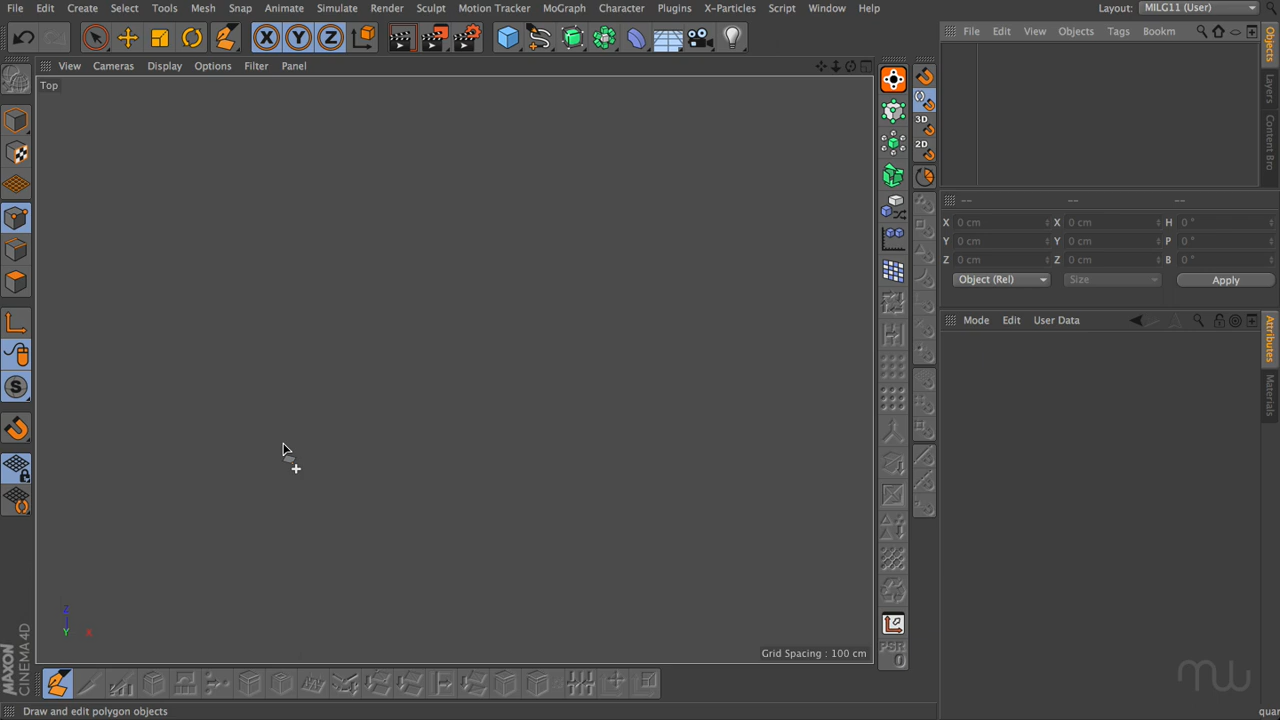 File Edit Create Select Tools Mesh Snap Animate Simulate Render Sculpt Motion Tracker MoGraph Character Plugins X-Particles Script Window Help Layout: MILG11 (User)
X Y Z
File Edit View Objects Tags Bookm
View Cameras Display Options Filter Panel
Top
Objects
Layers
Content Bro
3D
2D
-- -- --
X 0 cm X 0 cm H 0 °
Y 0 cm Y 0 cm P 0 °
Z 0 cm Z 0 cm B 0 °
Object (Rel) Size Apply
Mode Edit User Data
Attributes
Materials
S
Z
Y X
Grid Spacing : 100 cm
PSR
0
MAXON
CINEMA 4D
mw
Draw and edit polygon objects
quar